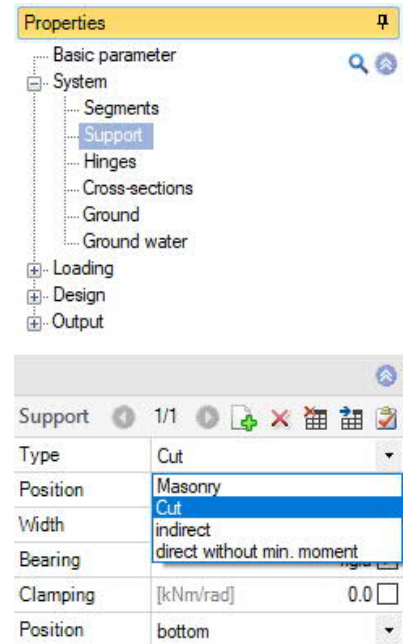 Properties
Basic parameter
System
Segments
Support
Hinges
Cross-sections
Ground
Ground water
Loading
Design
Output
Support 1/1
Type Cut
Position Masonry
Cut
Width indirect
direct without min. moment
Bearing
Clamping [kNm/rad] 0.0
Position bottom